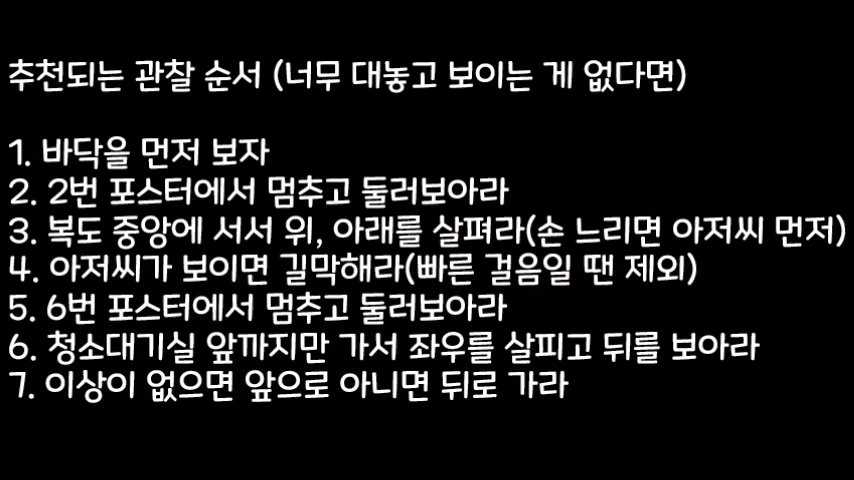 추천되는 관찰 순서 (너무 대놓고 보이는 게 없다면)
1. 바닥을 먼저 보자
2. 2번 포스터에서 멈추고 둘러보아라
3. 복도 중앙에 서서 위, 아래를 살펴라(손 느리면 아저씨 먼저)
4. 아저씨가 보이면 길막해라(빠른 걸음일 땐 제외)
5. 6번 포스터에서 멈추고 둘러보아라
6. 청소대기실 앞까지만 가서 좌우를 살피고 뒤를 보아라
7. 이상이 없으면 앞으로 아니면 뒤로 가라